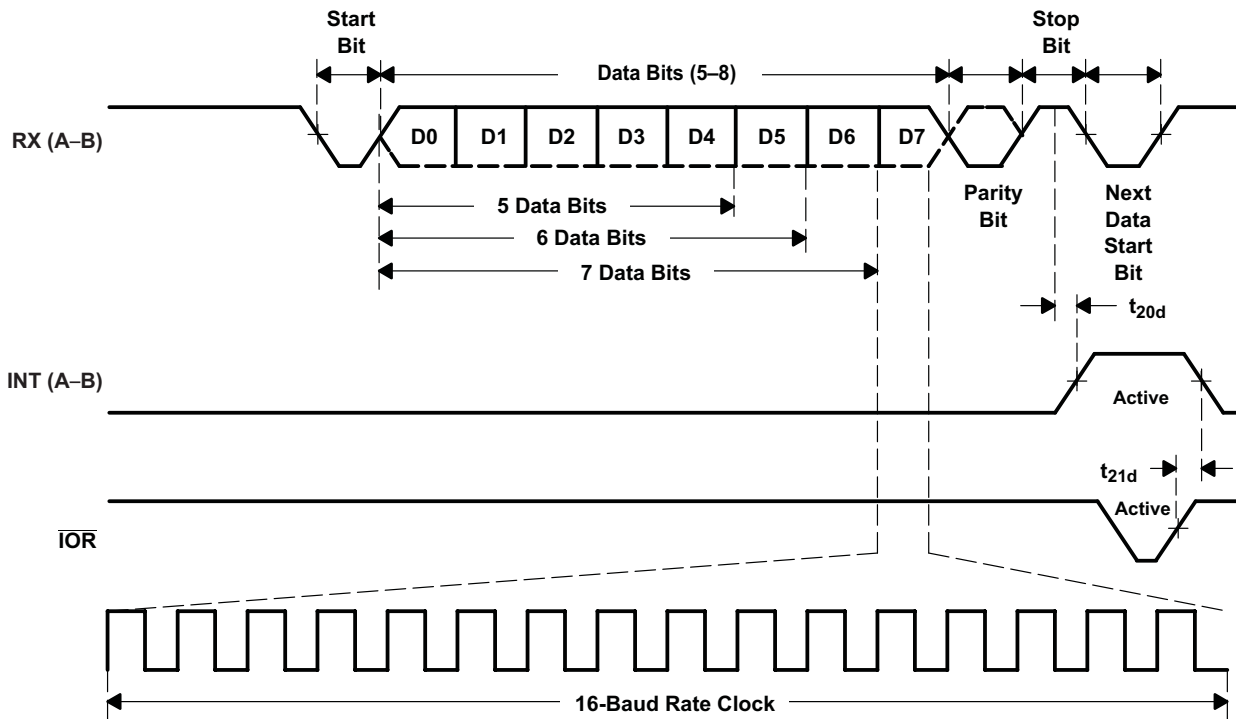 Start
Bit
Stop
Bit
Data Bits (5–8)
RX (A–B)
D0 D1 D2 D3 D4 D5 D6 D7
5 Data Bits
6 Data Bits
7 Data Bits
Parity
Bit
Next
Data
Start
Bit
t20d
INT (A–B)
Active
t21d
Active
IOR
16-Baud Rate Clock